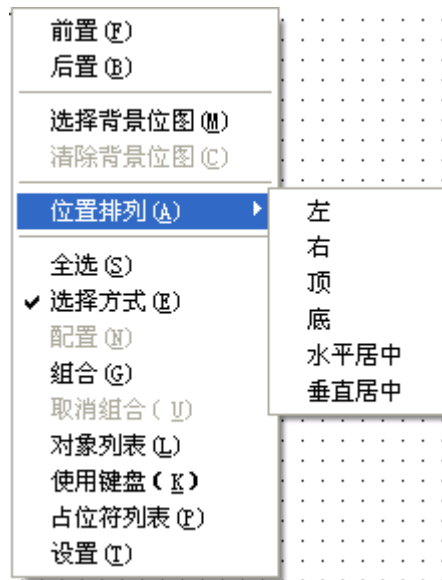 前置(F)
后置(B)
选择背景位图(M)
清除背景位图(C)
位置排列(A)
左
右
顶
底
水平居中
垂直居中
全选(S)
选择方式(E)
配置(N)
组合(G)
取消组合( U)
对象列表(L)
使用键盘(K)
占位符列表(P)
设置(T)